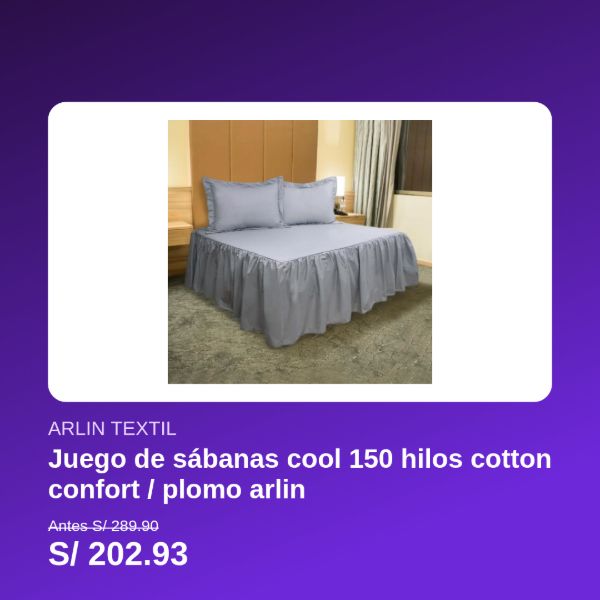 ARLIN TEXTIL
Juego de sábanas cool 150 hilos cotton
confort / plomo arlin
Antes S/ 289.90
S/ 202.93